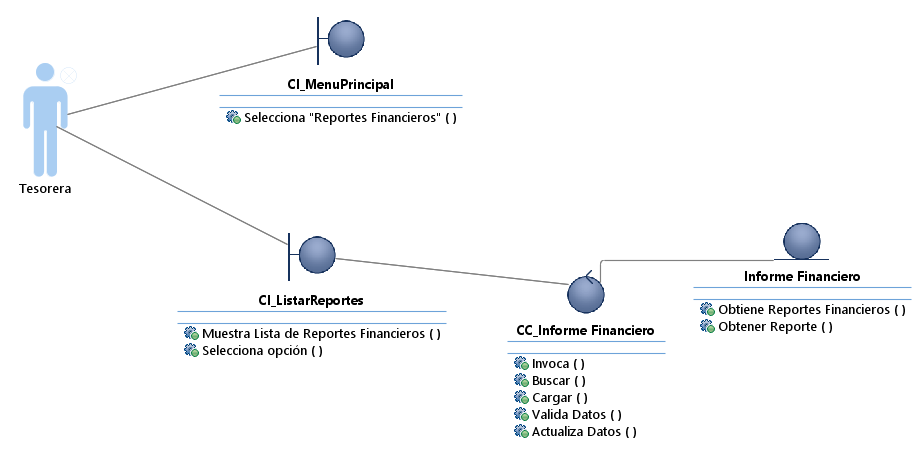 CI_MenuPrincipal
Selecciona "Reportes Financieros" ( )
Tesorera
CI_ListarReportes
Muestra Lista de Reportes Financieros ( )
Selecciona opción ( )
CC_Informe Financiero
Invoca ( )
Buscar ( )
Cargar ( )
Valida Datos ( )
Actualiza Datos ( )
Informe Financiero
Obtiene Reportes Financieros ( )
Obtener Reporte ( )